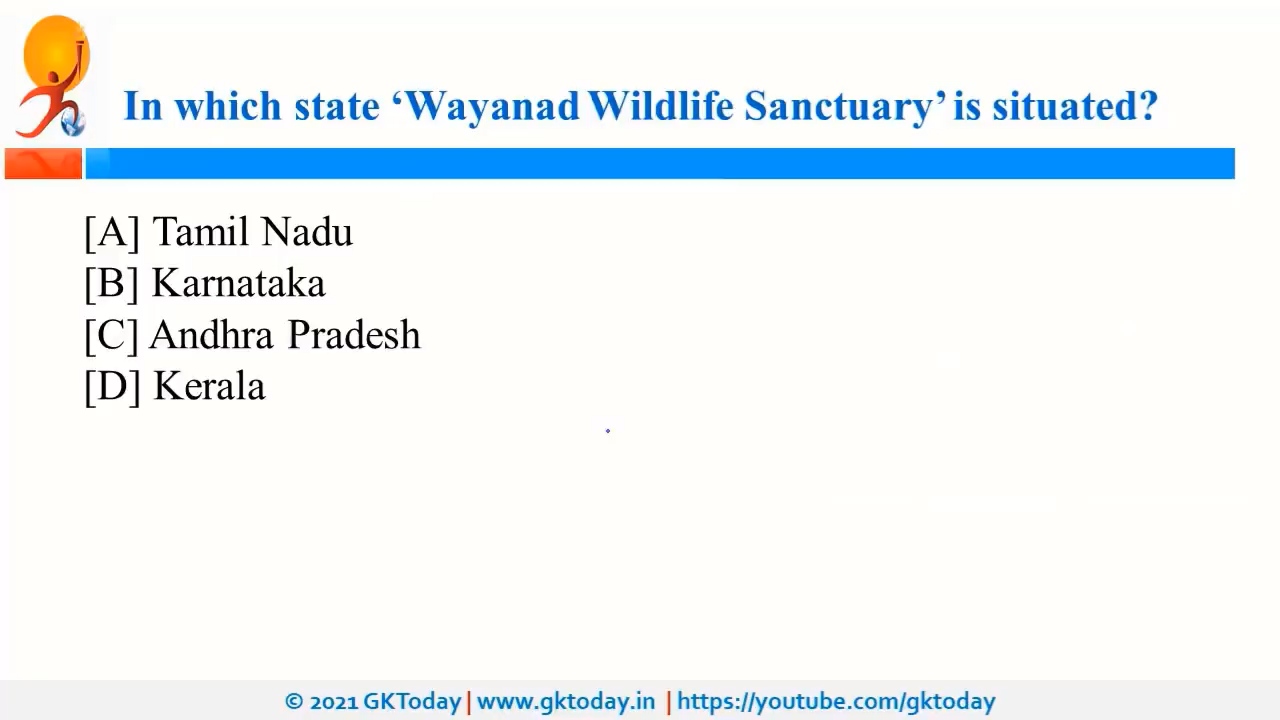 In which state ‘Wayanad Wildlife Sanctuary’ is situated?
[A] Tamil Nadu
[B] Karnataka
[C] Andhra Pradesh
[D] Kerala
© 2021 GKToday | www.gktoday.in | https://youtube.com/gktoday